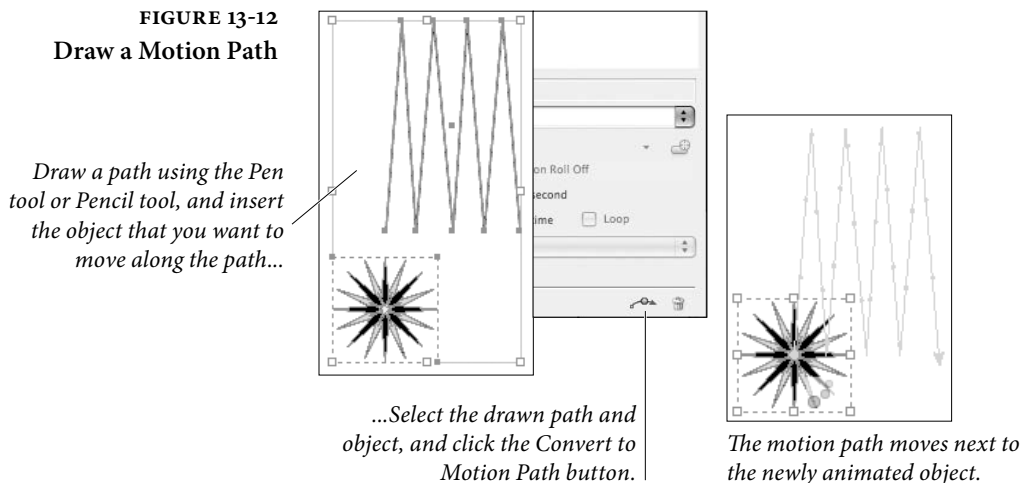 FIGURE 13-12
Draw a Motion Path
Draw a path using the Pen
tool or Pencil tool, and insert
the object that you want to
move along the path...
on Roll Off
second
time
Loop
...Select the drawn path and
object, and click the Convert to
Motion Path button.
The motion path moves next to
the newly animated object.